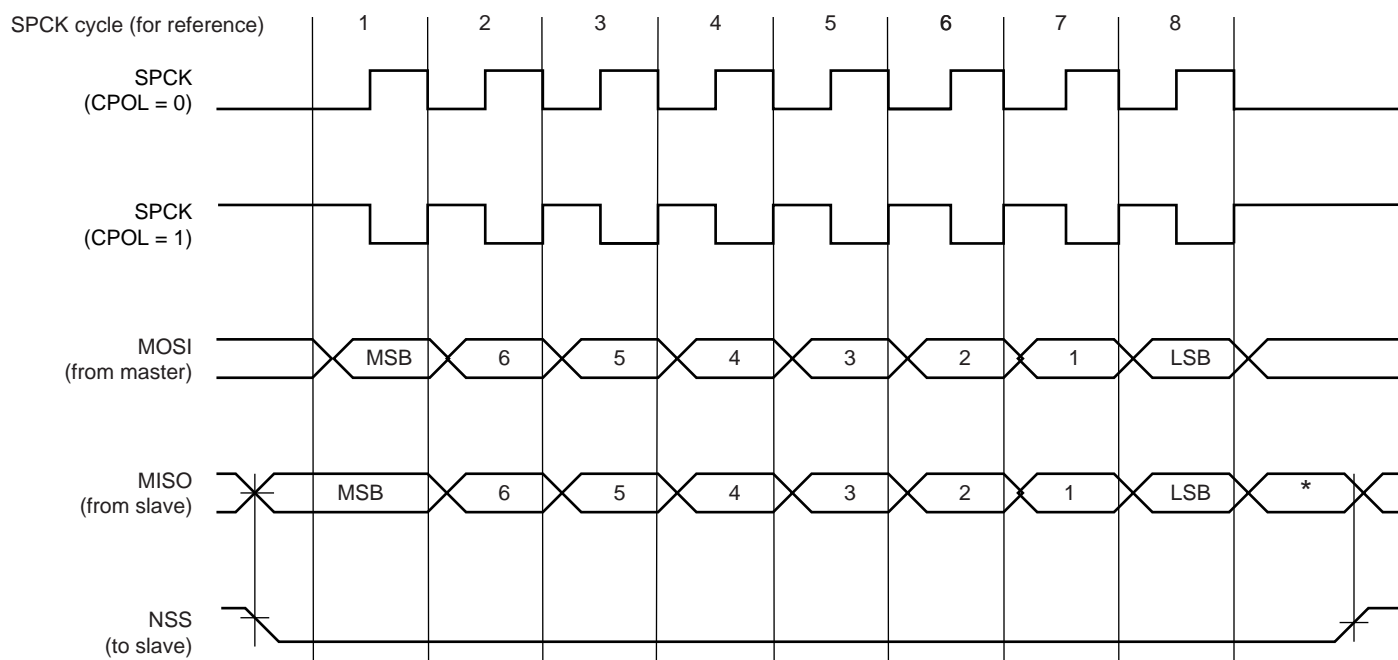 SPCK cycle (for reference) 1 2 3 4 5 6 7 8
SPCK
(CPOL = 0)
SPCK
(CPOL = 1)
MOSI
(from master)
MSB 6 5 4 3 2 1 LSB
MISO
(from slave)
MSB 6 5 4 3 2 1 LSB *
NSS
(to slave)